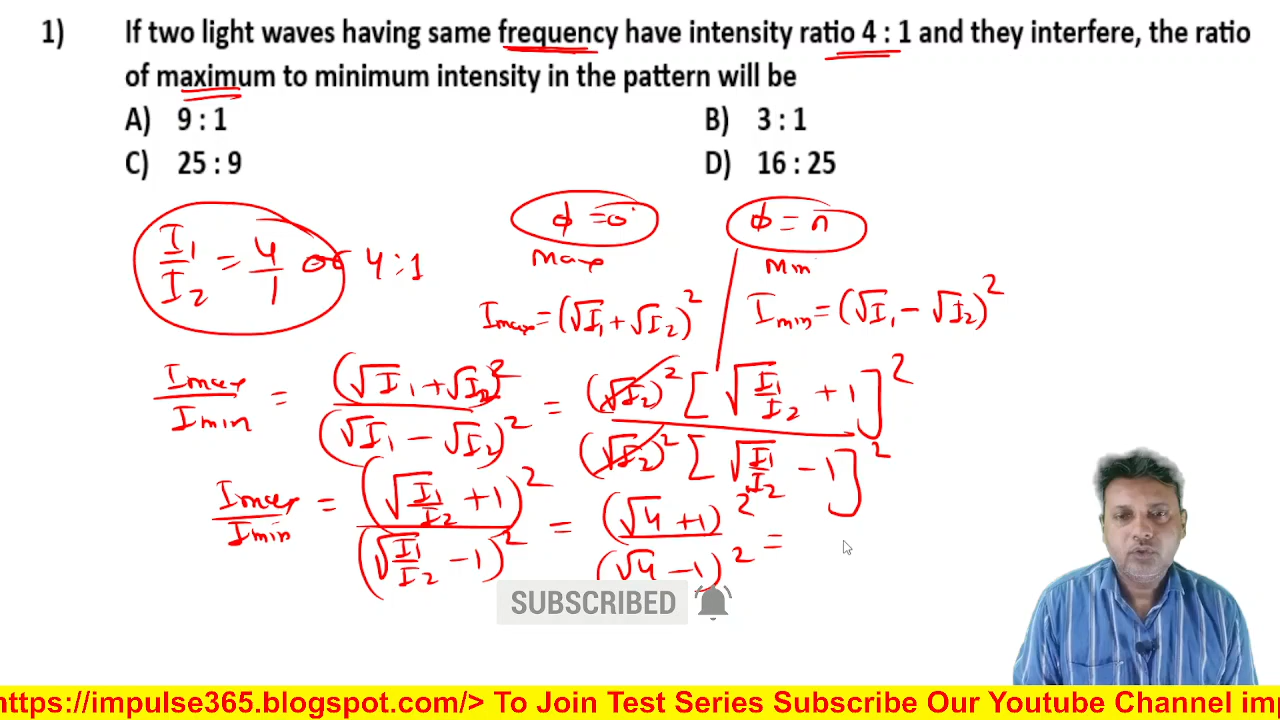 1) If two light waves having same frequency have intensity ratio 4 : 1 and they interfere, the ratio
of maximum to minimum intensity in the pattern will be
A) 9 : 1 B) 3 : 1
C) 25 : 9 D) 16 : 25
I₁/I₂ = 4/1 or 4:1
ϕ = 0 ϕ = π
Max Min
Imax = (√I₁ + √I₂)² Imin = (√I₁ - √I₂)²
Imax/Imin = (√I₁ + √I₂)²/(√I₁ - √I₂)² = (√I₂)² [√I₁/I₂ + 1]²/(√I₂)² [√I₁/I₂ - 1]²
Imax/Imin = (√I₁/I₂ + 1)²/(√I₁/I₂ - 1)² = (√4 + 1)²/(√4 - 1)² =
SUBSCRIBED
https://impulse365.blogspot.com/> To Join Test Series Subscribe Our Youtube Channel imp